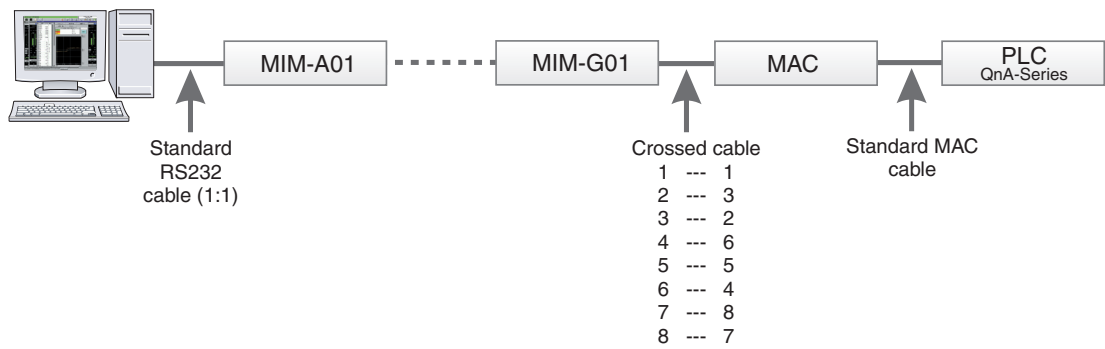 MIM-A01
MIM-G01
MAC
PLC
QnA-Series
Standard
RS232
cable (1:1)
Crossed cable
1 --- 1
2 --- 3
3 --- 2
4 --- 6
5 --- 5
6 --- 4
7 --- 8
8 --- 7
Standard MAC
cable